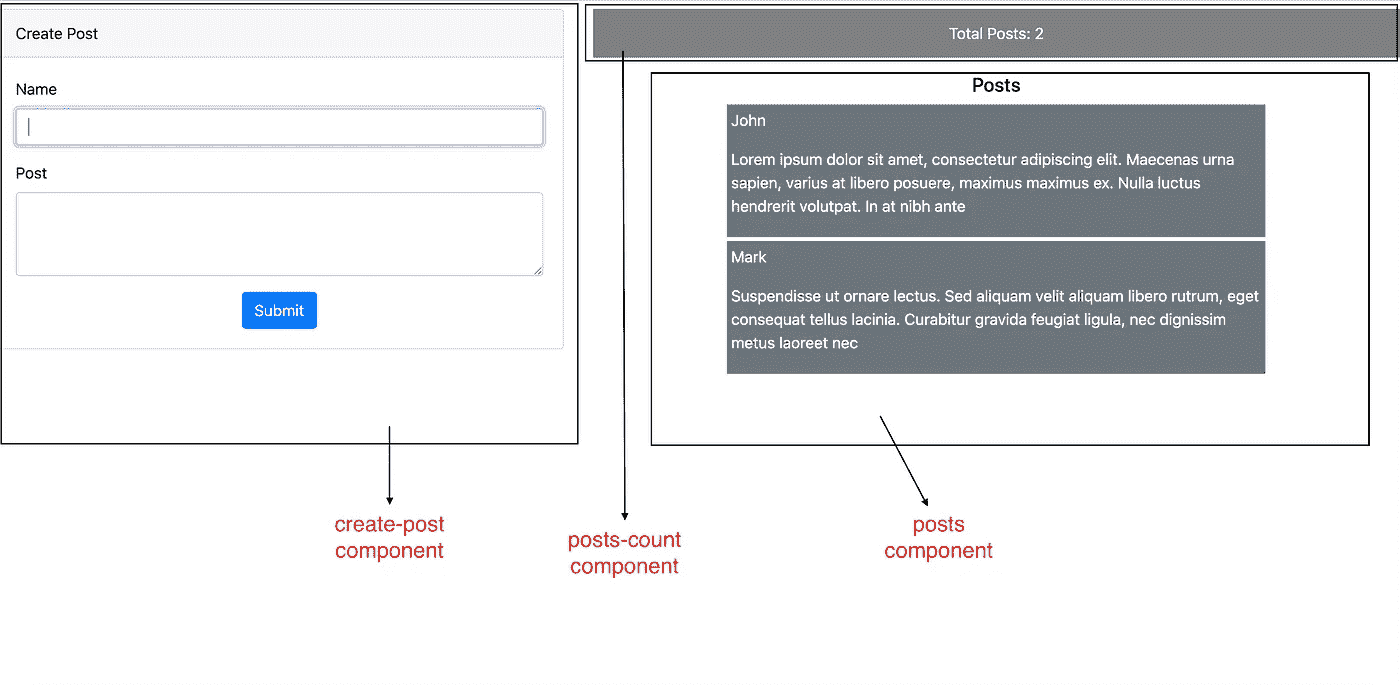 Create Post
Name
Post
Submit
Total Posts: 2
Posts
John
Lorem ipsum dolor sit amet, consectetur adipiscing elit. Maecenas urna
sapien, varius at libero posuere, maximus maximus ex. Nulla luctus
hendrerit volutpat. In at nibh ante
Mark
Suspendisse ut ornare lectus. Sed aliquam velit aliquam libero rutrum, eget
consequat tellus lacinia. Curabitur gravida feugiat ligula, nec dignissim
metus laoreet nec
create-post
component
posts-count
component
posts
component